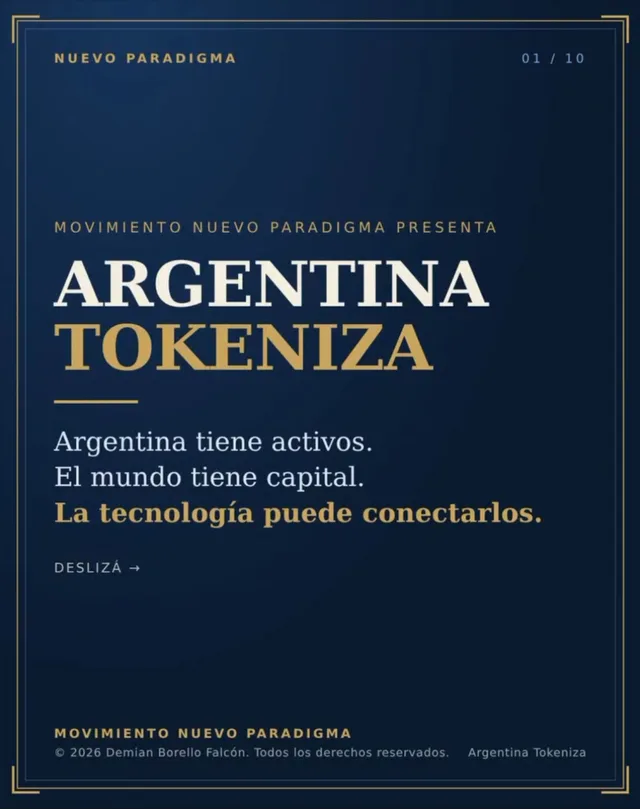 NUEVO PARADIGMA
01 / 10
MOVIMIENTO NUEVO PARADIGMA PRESENTA
ARGENTINA
TOKENIZA
Argentina tiene activos.
El mundo tiene capital.
La tecnología puede conectarlos.
DESLIZÁ →
MOVIMIENTO NUEVO PARADIGMA
© 2026 Demian Borello Falcón. Todos los derechos reservados.
Argentina Tokeniza